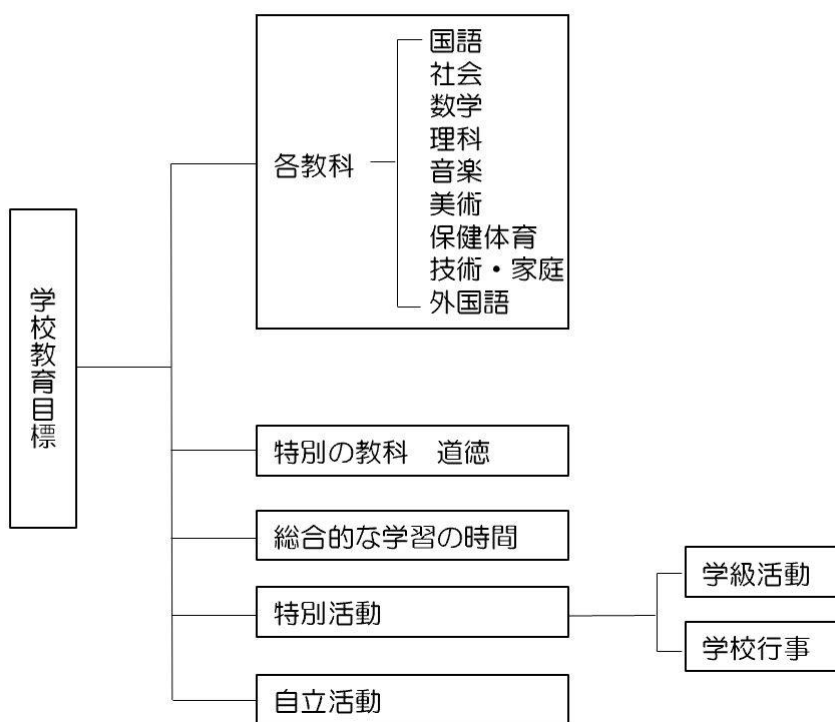 学校教育目標
各教科
国語
社会
数学
理科
音楽
美術
保健体育
技術・家庭
外国語
特別の教科　道徳
総合的な学習の時間
特別活動
学級活動
学校行事
自立活動